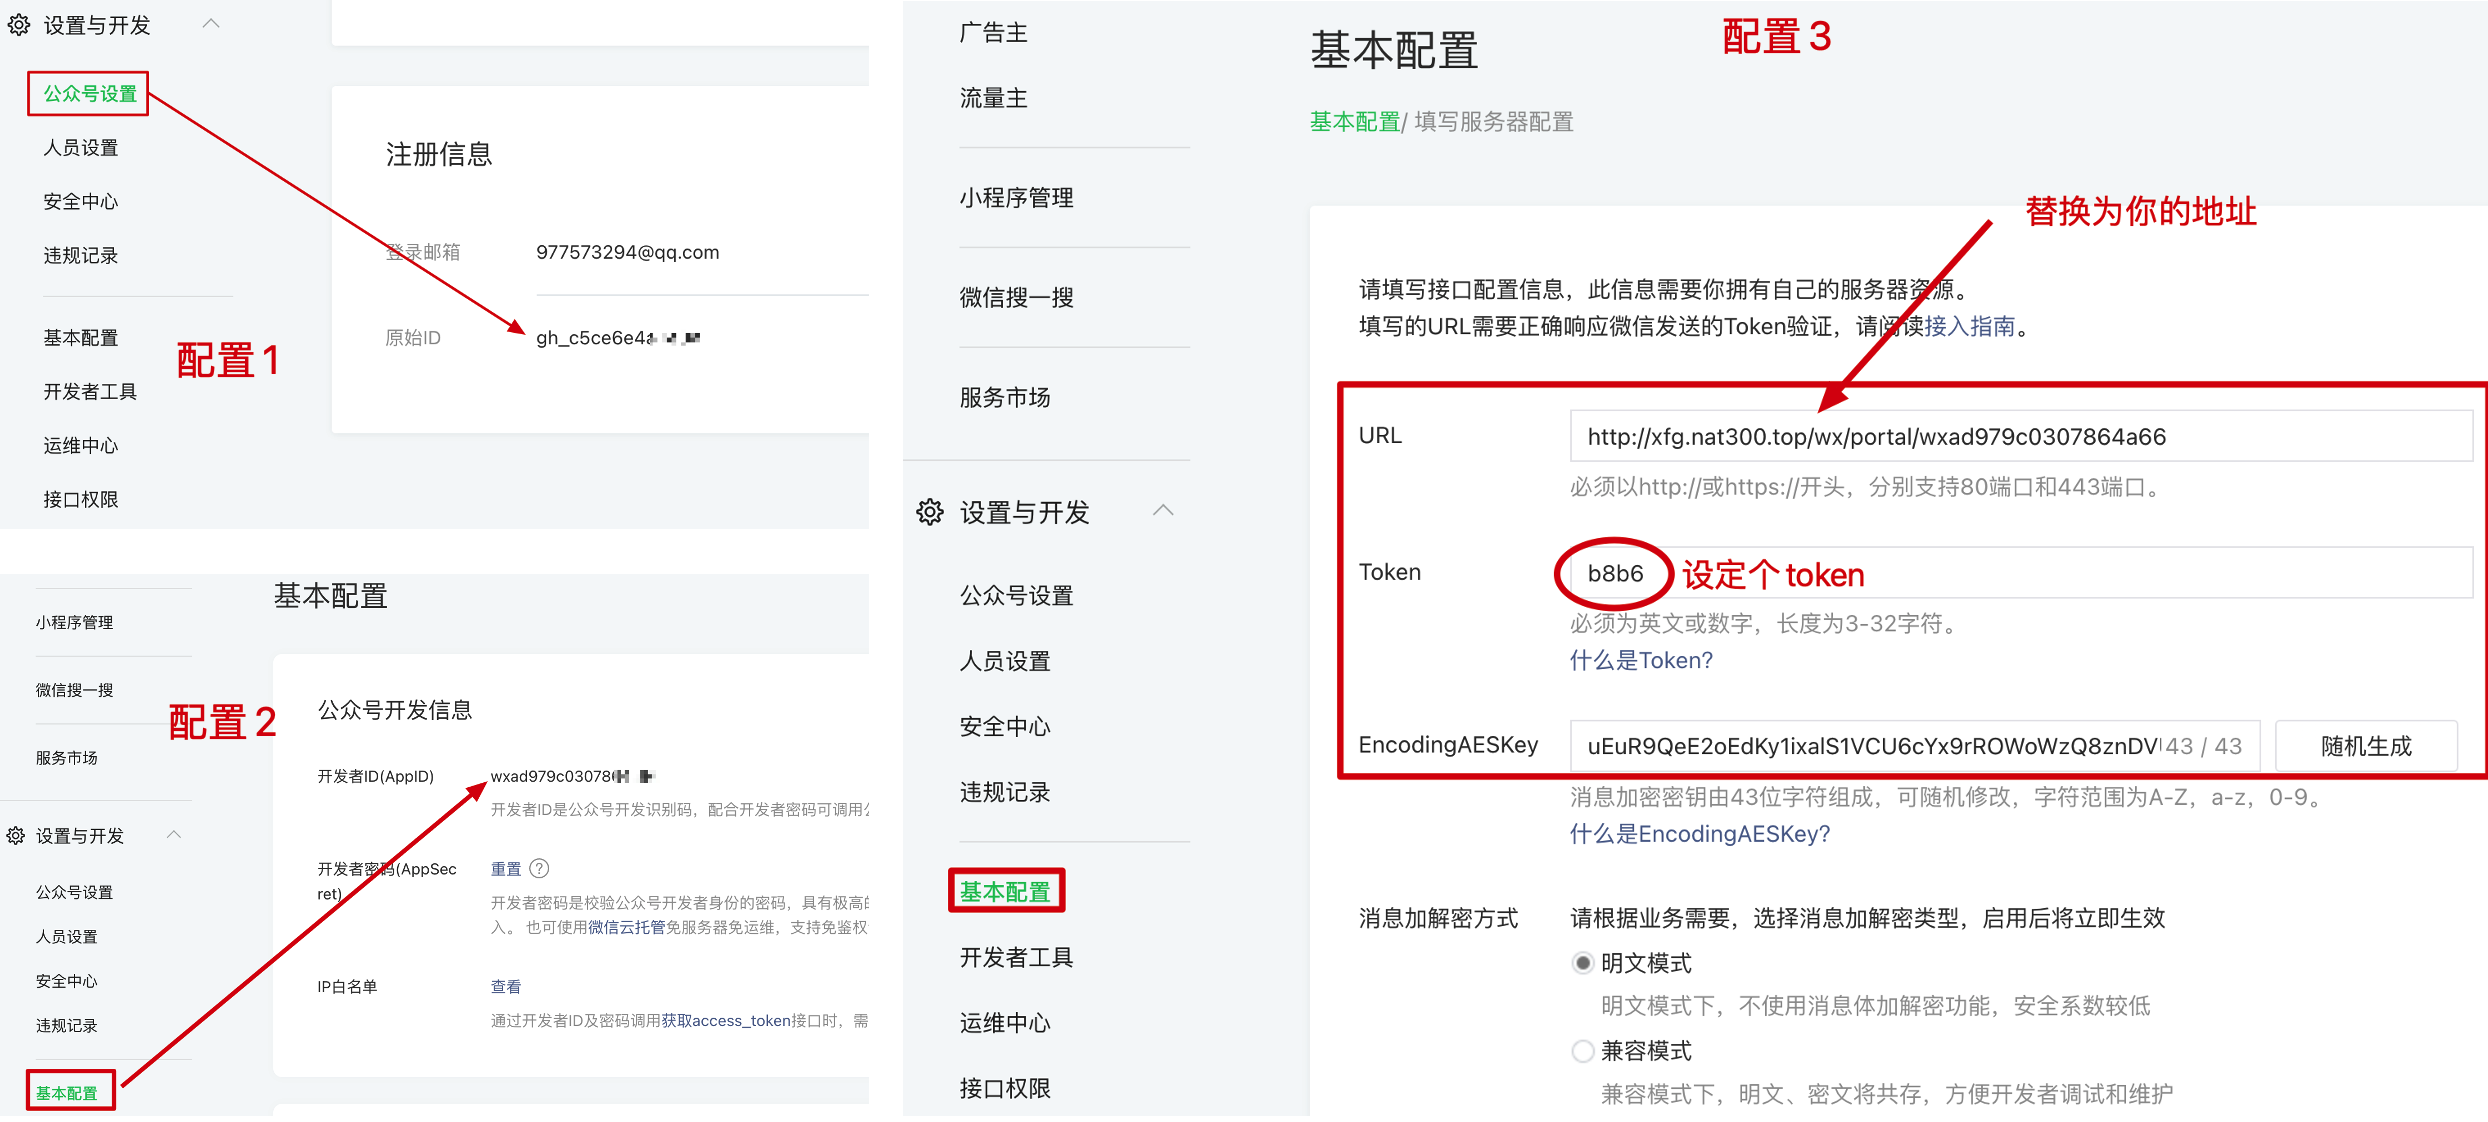 设置与开发
公众号设置
人员设置
安全中心
违规记录
基本配置
开发者工具
运维中心
接口权限
配置1
注册信息
登录邮箱
977573294@qq.com
原始ID
gh_c5ce6e4
小程序管理
微信搜一搜
服务市场
设置与开发
公众号设置
人员设置
安全中心
违规记录
基本配置
配置2
基本配置
公众号开发信息
开发者ID(AppID)
wxad979c03078
开发者ID是公众号开发识别码，配合开发者密码可调用
开发者密码(AppSec
ret)
重置
开发者密码是校验公众号开发者身份的密码，具有极高
入。也可使用微信云托管免服务器免运维，支持免鉴权
IP白名单
查看
通过开发者ID及密码调用获取access_token接口时，需
广告主
流量主
小程序管理
微信搜一搜
服务市场
设置与开发
公众号设置
人员设置
安全中心
违规记录
基本配置
开发者工具
运维中心
接口权限
基本配置
配置3
基本配置/ 填写服务器配置
替换为你的地址
请填写接口配置信息，此信息需要你拥有自己的服务器资源。
填写的URL需要正确响应微信发送的Token验证，请阅读接入指南。
URL
http://xfg.nat300.top/wx/portal/wxad979c0307864a66
必须以http://或https://开头，分别支持80端口和443端口。
Token
b8b6
设定个token
必须为英文或数字，长度为3-32字符。
什么是Token?
EncodingAESKey
uEuR9QeE2oEdKy1ixalS1VCU6cYx9rROWoWzQ8znDV
43 / 43
随机生成
消息加密密钥由43位字符组成，可随机修改，字符范围为A-Z，a-z，0-9。
什么是EncodingAESKey?
消息加解密方式
请根据业务需要，选择消息加解密类型，启用后将立即生效
明文模式
明文模式下，不使用消息体加解密功能，安全系数较低
兼容模式
兼容模式下，明文、密文将共存，方便开发者调试和维护